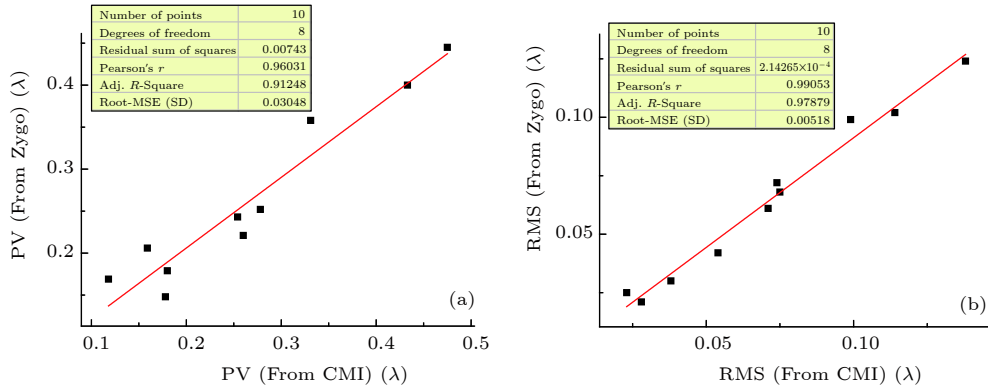 Number of points 10
Degrees of freedom 8
Residual sum of squares 0.00743
Pearson's r 0.96031
Adj. R-Square 0.91248
Root-MSE (SD) 0.03048
0.4
0.3
0.2
PV (From Zygo) (λ)
(a)
0.1 0.2 0.3 0.4 0.5
PV (From CMI) (λ)
Number of points 10
Degrees of freedom 8
Residual sum of squares 2.14265×10⁻⁴
Pearson's r 0.99053
Adj. R-Square 0.97879
Root-MSE (SD) 0.00518
0.10
0.05
RMS (From Zygo) (λ)
(b)
0.05 0.10
RMS (From CMI) (λ)